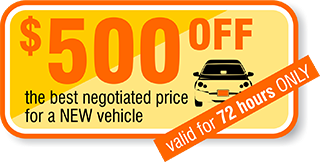 $500 OFF
the best negotiated price
for a NEW vehicle
valid for 72 hours ONLY